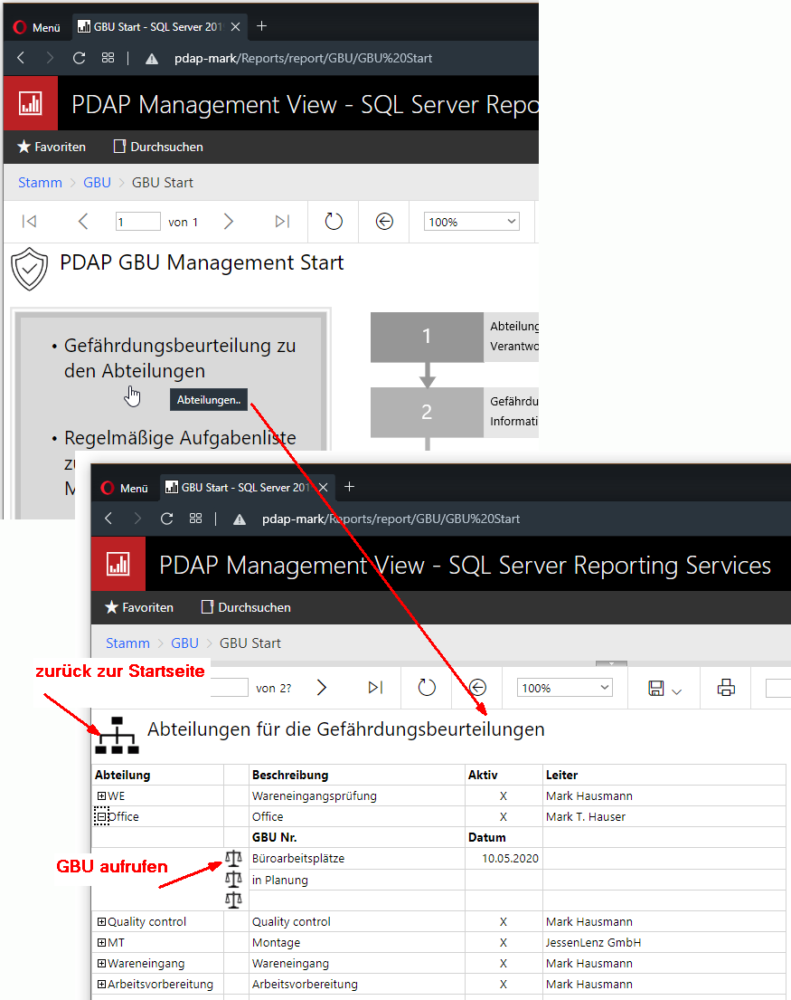 Menü
GBU Start - SQL Server 201
pdap-mark/Reports/report/GBU/GBU%20Start
PDAP Management View - SQL Server Repo
Favoriten Durchsuchen
Stamm > GBU > GBU Start
1 von 1 100%
PDAP GBU Management Start
• Gefährdungsbeurteilung zu
den Abteilungen
Abteilungen..
• Regelmäßige Aufgabenliste
zu
M
1
Abteilung
Verantwo
2
Gefährdu
Informati
Menü
GBU Start - SQL Server 201
pdap-mark/Reports/report/GBU/GBU%20Start
PDAP Management View - SQL Server Reporting Services
Favoriten Durchsuchen
Stamm > GBU > GBU Start
zurück zur Startseite
von 2? 100%
Abteilungen für die Gefährdungsbeurteilungen
Abteilung Beschreibung Aktiv Leiter
WE Wareneingangsprüfung X Mark Hausmann
Office Office X Mark T. Hauser
GBU Nr. Datum
GBU aufrufen
Büroarbeitsplätze 10.05.2020
in Planung
Quality control Quality control X Mark Hausmann
MT Montage X JessenLenz GmbH
Wareneingang Wareneingang X Mark Hausmann
Arbeitsvorbereitung Arbeitsvorbereitung X Mark Hausmann